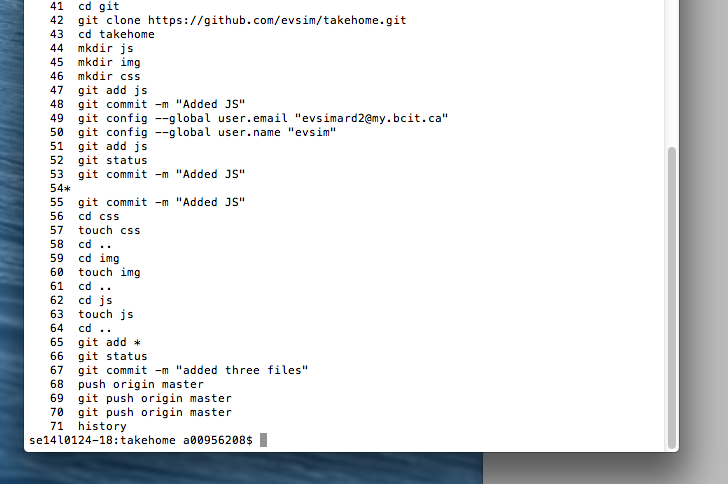 41 cd git
42 git clone https://github.com/evsim/takehome.git
43 cd takehome
44 mkdir js
45 mkdir img
46 mkdir css
47 git add js
48 git commit -m "Added JS"
49 git config --global user.email "evsimard2@my.bcit.ca"
50 git config --global user.name "evsim"
51 git add js
52 git status
53 git commit -m "Added JS"
54*
55 git commit -m "Added JS"
56 cd css
57 touch css
58 cd ..
59 cd img
60 touch img
61 cd ..
62 cd js
63 touch js
64 cd ..
65 git add *
66 git status
67 git commit -m "added three files"
68 push origin master
69 git push origin master
70 git push origin master
71 history
se14l0124-18:takehome a00956208$